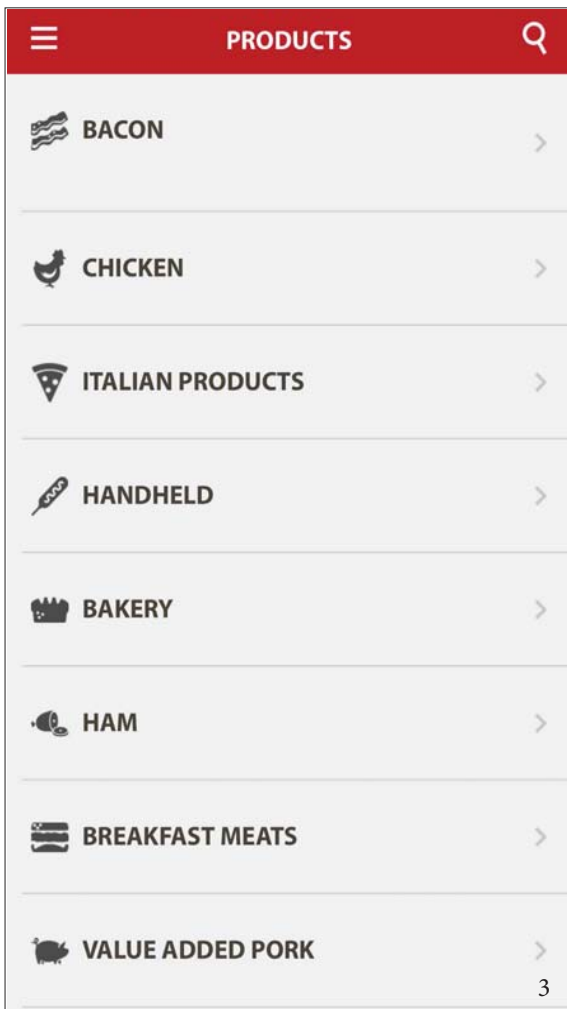 PRODUCTS
BACON
CHICKEN
ITALIAN PRODUCTS
HANDHELD
BAKERY
HAM
BREAKFAST MEATS
VALUE ADDED PORK
3